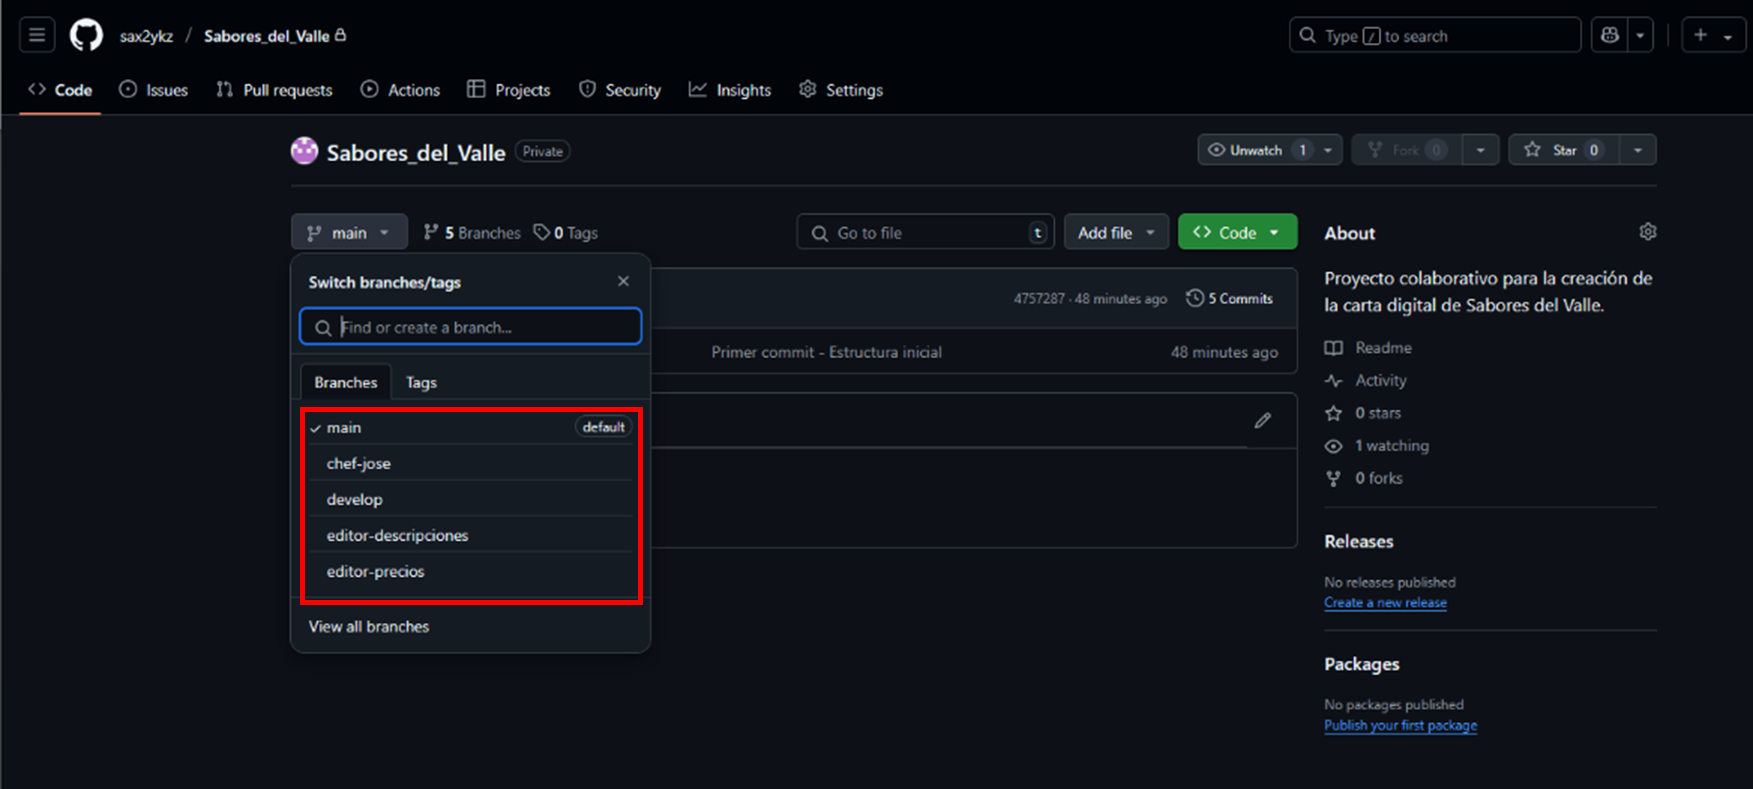 sax2ykz / Sabores_del_Valle
Type / to search
Code Issues Pull requests Actions Projects Security Insights Settings
Sabores_del_Valle Private
Unwatch 1 Fork 0 Star 0
main 5 Branches 0 Tags
Go to file t Add file Code
Switch branches/tags
Find or create a branch...
Branches Tags
main default
chef-jose
develop
editor-descripciones
editor-precios
View all branches
4757287 · 48 minutes ago 5 Commits
Primer commit - Estructura inicial 48 minutes ago
About
Proyecto colaborativo para la creación de
la carta digital de Sabores del Valle.
Readme
Activity
0 stars
1 watching
0 forks
Releases
No releases published
Create a new release
Packages
No packages published
Publish your first package